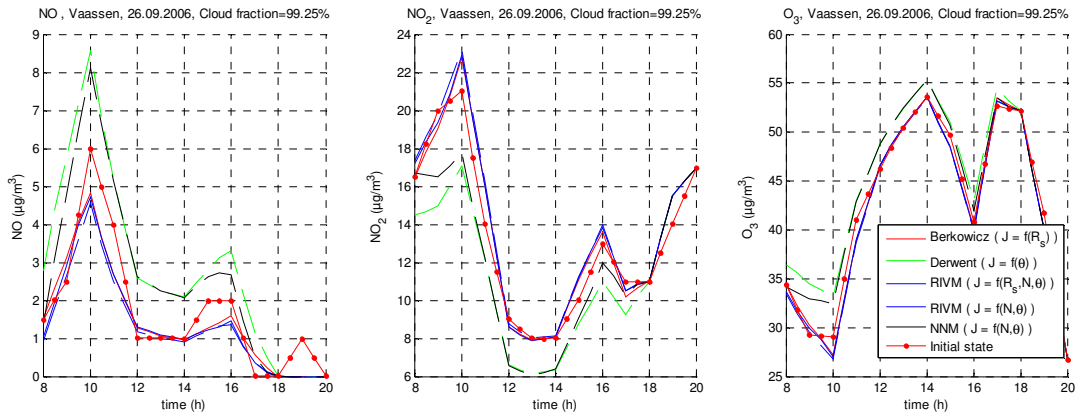 NO , Vaassen, 26.09.2006, Cloud fraction=99.25%
9
8
7
6
5
4
3
2
1
0
NO (µg/m³)
8 10 12 14 16 18 20
time (h)
NO₂, Vaassen, 26.09.2006, Cloud fraction=99.25%
24
22
20
18
16
14
12
10
8
6
NO₂ (µg/m³)
8 10 12 14 16 18 20
time (h)
O₃, Vaassen, 26.09.2006, Cloud fraction=99.25%
60
55
50
45
40
35
30
25
O₃ (µg/m³)
8 10 12 14 16 18 20
time (h)
Berkowicz ( J = f(Rₛ) )
Derwent ( J = f(θ) )
RIVM ( J = f(Rₛ,N,θ) )
RIVM ( J = f(N,θ) )
NNM ( J = f(N,θ) )
Initial state